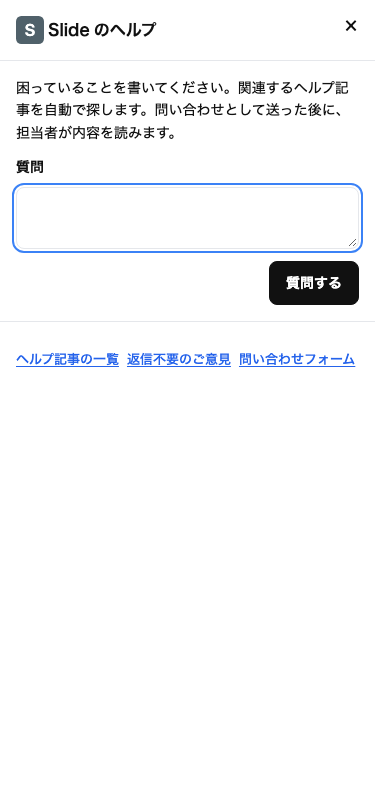 S Slide のヘルプ ×
困っていることを書いてください。関連するヘルプ記
事を自動で探します。問い合わせとして送った後に、
担当者が内容を読みます。
質問
質問する
ヘルプ記事の一覧 返信不要のご意見 問い合わせフォーム